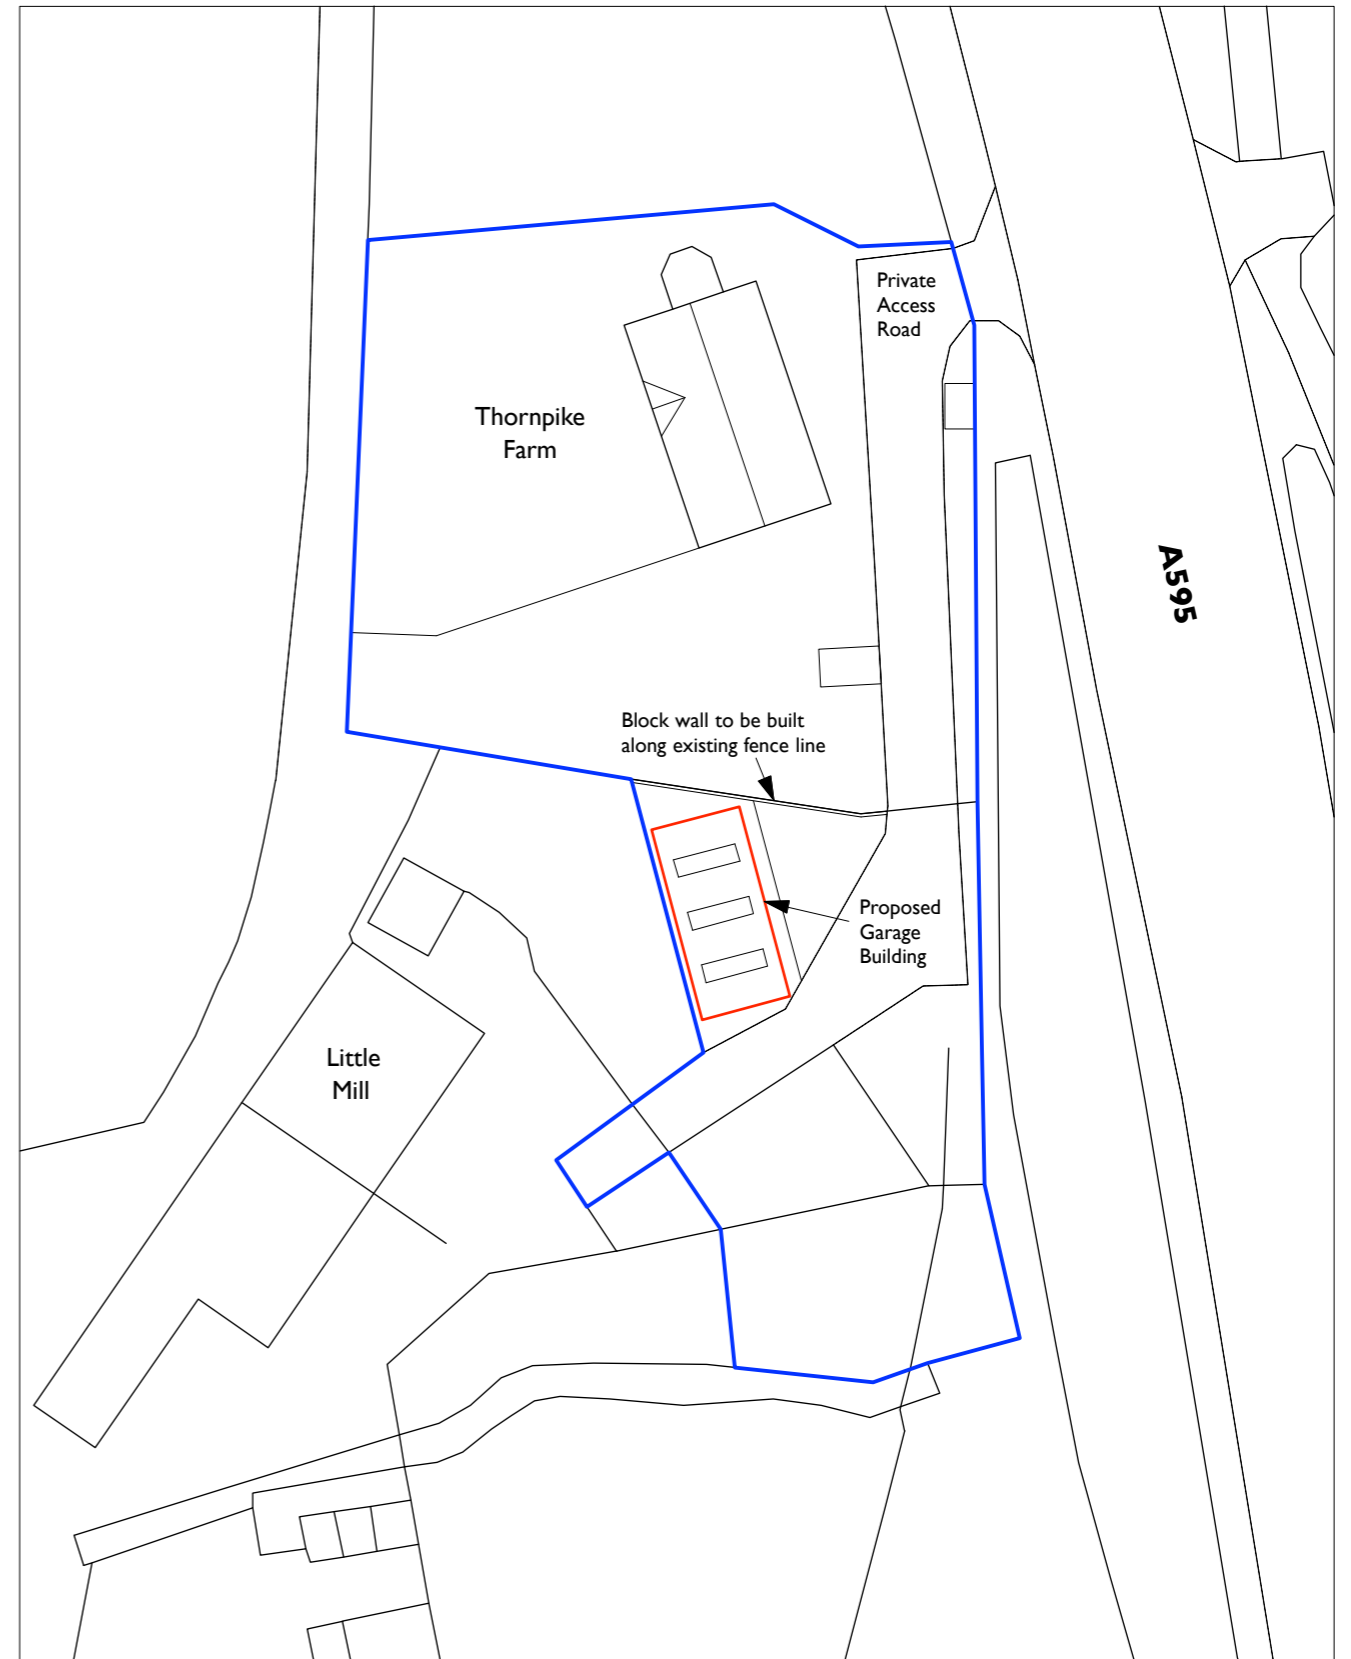 Private
Access
Road
Thornpike
Farm
A595
Block wall to be built
along existing fence line
Proposed
Garage
Building
Little
Mill